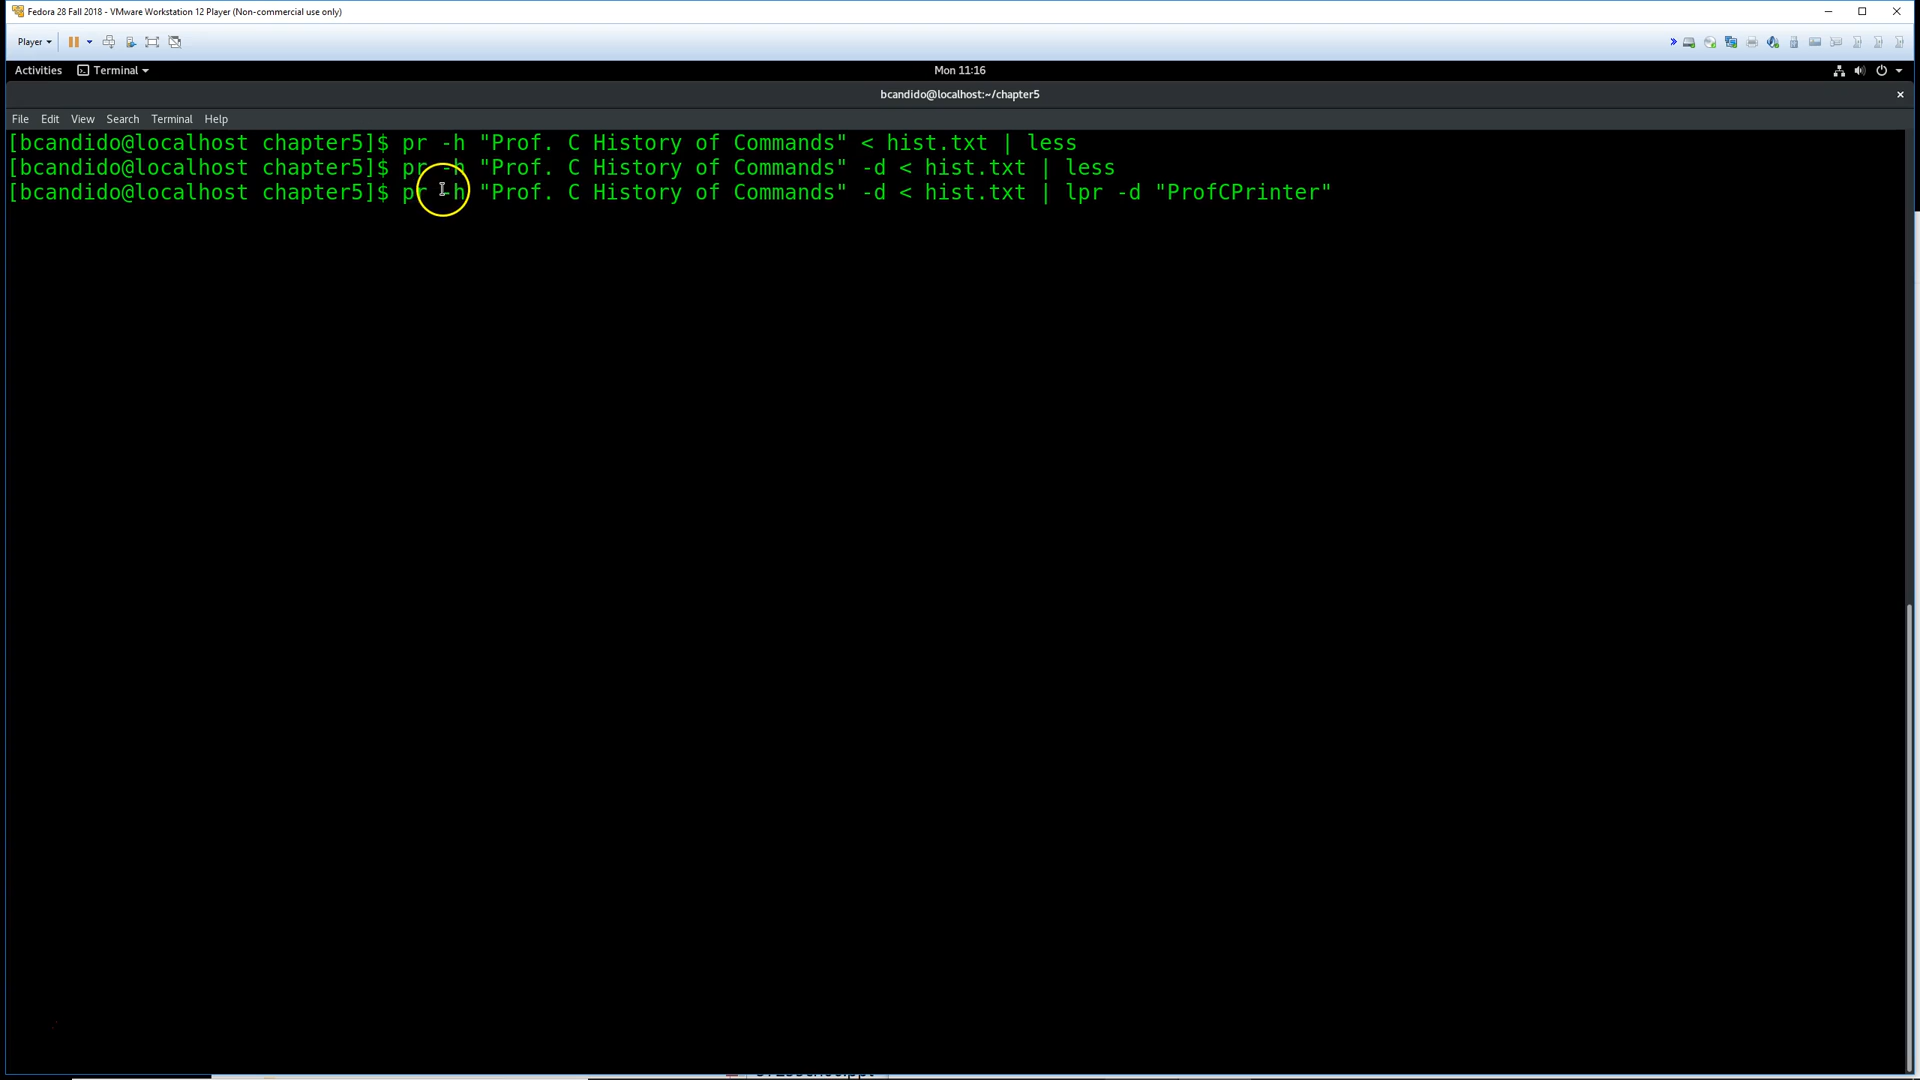 Fedora 28 Fall 2018 - VMware Workstation 12 Player (Non-commercial use only)
Player
Activities Terminal Mon 11:16
bcandido@localhost:~/chapter5
File Edit View Search Terminal Help
[bcandido@localhost chapter5]$ pr -h "Prof. C History of Commands" < hist.txt | less
[bcandido@localhost chapter5]$ pr -h "Prof. C History of Commands" -d < hist.txt | less
[bcandido@localhost chapter5]$ pr -h "Prof. C History of Commands" -d < hist.txt | lpr -d "ProfCPrinter"